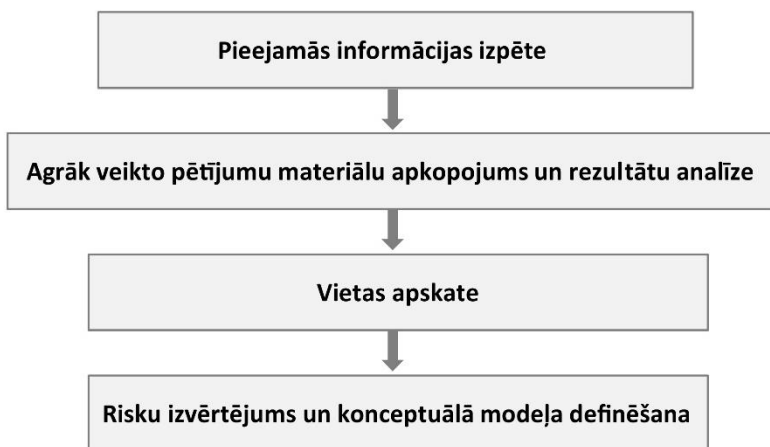 Pieejamās informācijas izpēte
Agrāk veikto pētījumu materiālu apkopojums un rezultātu analīze
Vietas apskate
Risku izvērtējums un konceptuālā modeļa definēšana